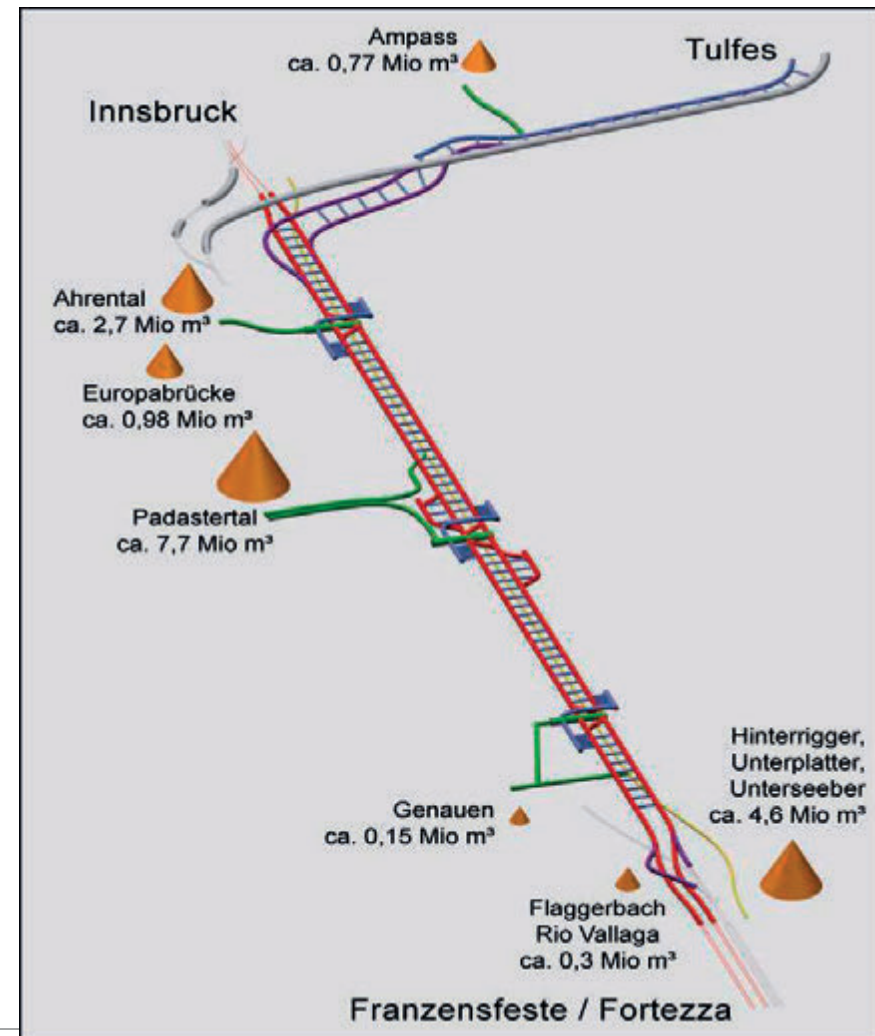 Ampass
ca. 0,77 Mio m³
Tulfes
Innsbruck
Ahrental
ca. 2,7 Mio m³
Europabrücke
ca. 0,98 Mio m³
Padastertal
ca. 7,7 Mio m³
Hinterrigger,
Unterplatter,
Unterseeber
ca. 4,6 Mio m³
Genauen
ca. 0,15 Mio m³
Flaggerbach
Rio Vallaga
ca. 0,3 Mio m³
Franzensfeste / Fortezza